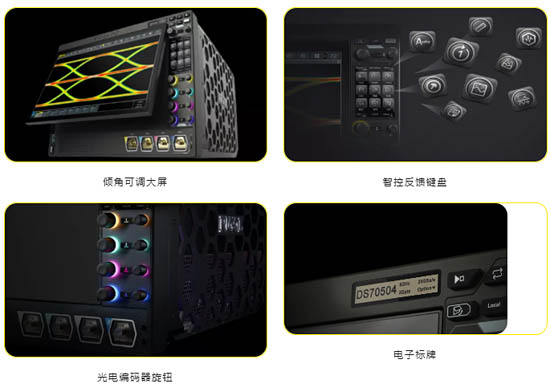 倾角可调大屏
智控反馈键盘
DS70504
Local
光电编码器旋钮
电子标牌